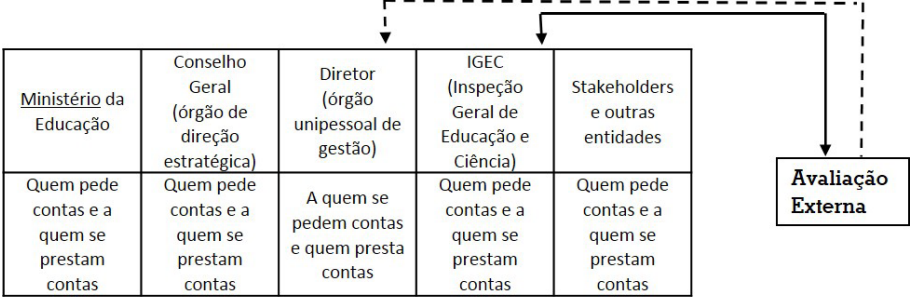 Ministério da
Educação
Conselho
Geral
(órgão de
direção
estratégica)
Diretor
(órgão
unipessoal de
gestão)
IGEC
(Inspeção
Geral de
Educação e
Ciência)
Stakeholders
e outras
entidades
Quem pede
contas e a
quem se
prestam
contas
Quem pede
contas e a
quem se
prestam
contas
A quem se
pedem contas
e quem presta
contas
Quem pede
contas e a
quem se
prestam
contas
Quem pede
contas e a
quem se
prestam
contas
Avaliação
Externa